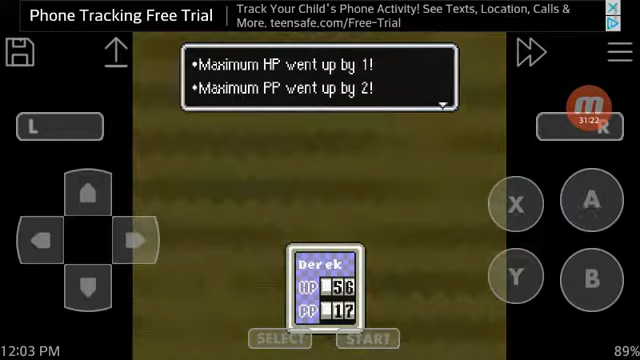 Phone Tracking Free Trial
Track Your Child's Phone Activity! See Texts, Location, Calls &
More. teensafe.com/Free-Trial
•Maximum HP went up by 1!
•Maximum PP went up by 2!
L
R
31:22
X
A
Y
B
Derek
HP 56
PP 17
SELECT
START
12:03 PM
89%